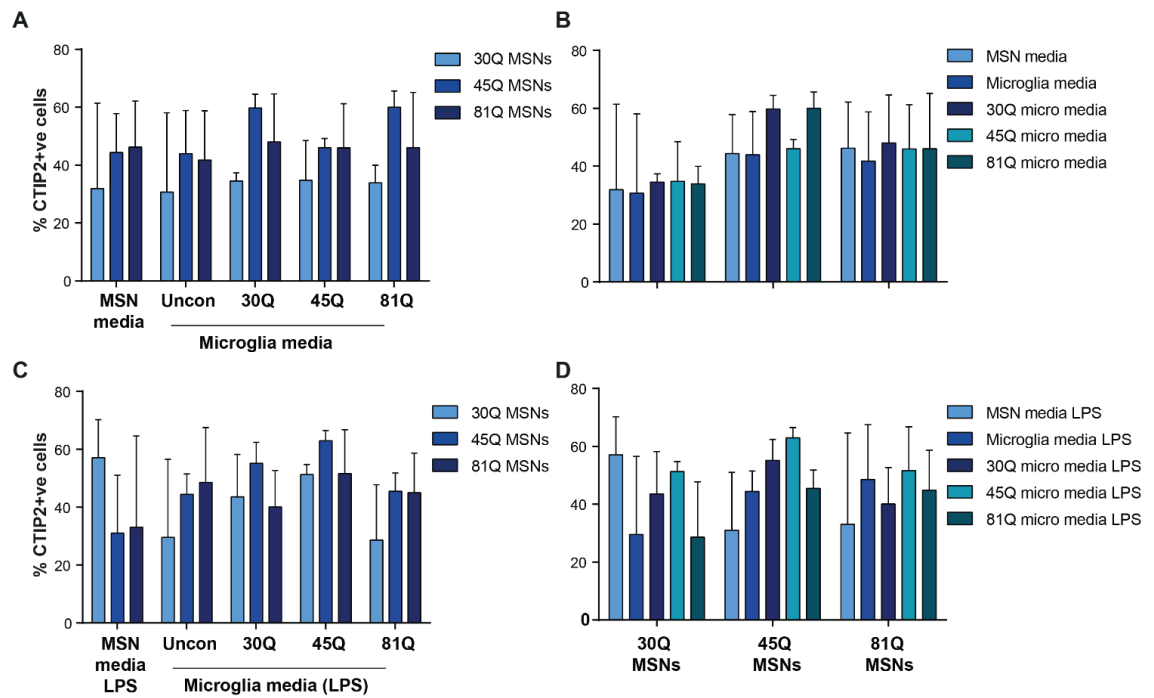 A
% CTIP2+ve cells
80
60
40
20
0
MSN media
Uncon
30Q
45Q
81Q
Microglia media
30Q MSNs
45Q MSNs
81Q MSNs
B
80
60
40
20
0
MSN media
Microglia media
30Q micro media
45Q micro media
81Q micro media
C
% CTIP2+ve cells
80
60
40
20
0
MSN media LPS
Uncon
30Q
45Q
81Q
Microglia media (LPS)
30Q MSNs
45Q MSNs
81Q MSNs
D
80
60
40
20
0
30Q MSNs
45Q MSNs
81Q MSNs
MSN media LPS
Microglia media LPS
30Q micro media LPS
45Q micro media LPS
81Q micro media LPS